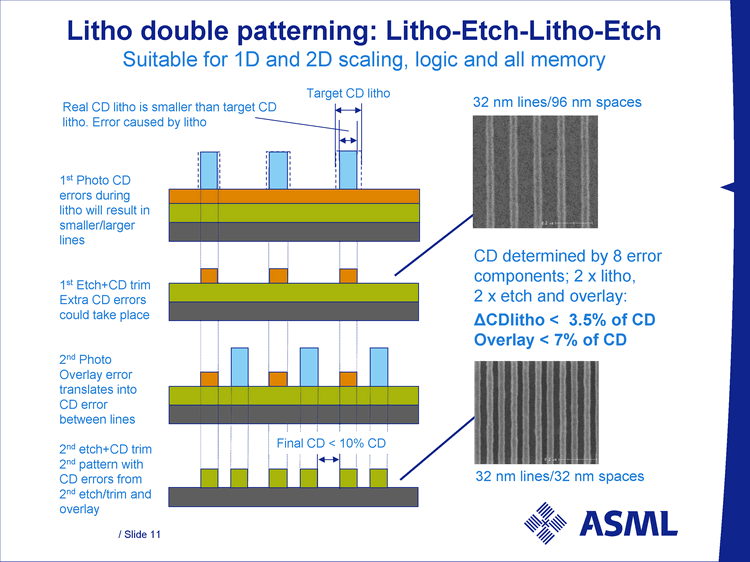 Litho double patterning: Litho-Etch-Litho-Etch
Suitable for 1D and 2D scaling, logic and all memory
Target CD litho
Real CD litho is smaller than target CD
litho. Error caused by litho
32 nm lines/96 nm spaces
1st Photo CD
errors during
litho will result in
smaller/larger
lines
1st Etch+CD trim
Extra CD errors
could take place
CD determined by 8 error
components; 2 x litho,
2 x etch and overlay:
ΔCDlitho < 3.5% of CD
Overlay < 7% of CD
2nd Photo
Overlay error
translates into
CD error
between lines
2nd etch+CD trim
2nd pattern with
CD errors from
2nd etch/trim and
overlay
Final CD < 10% CD
32 nm lines/32 nm spaces
/ Slide 11
ASML